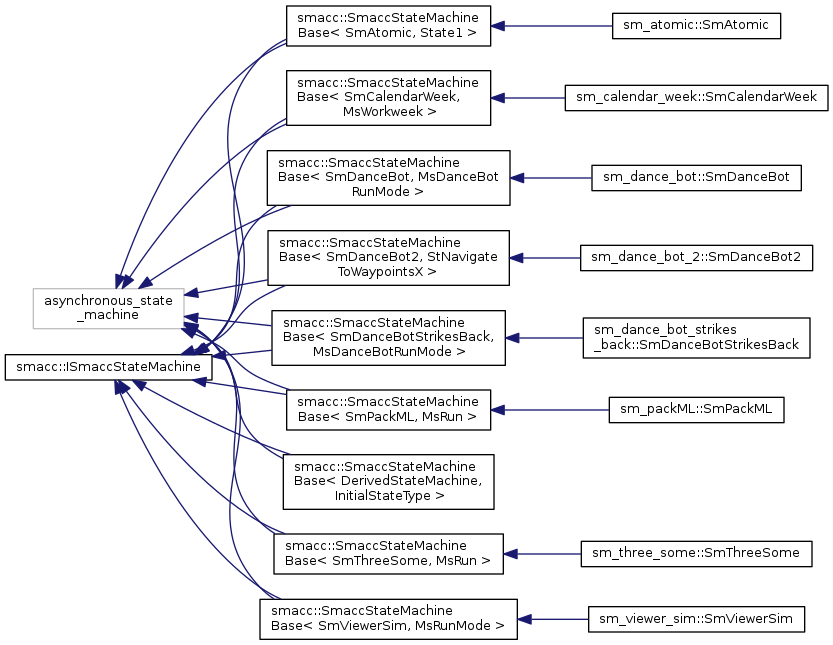 smacc::SmaccStateMachine
Base< SmAtomic, State1 >
sm_atomic::SmAtomic
smacc::SmaccStateMachine
Base< SmCalendarWeek,
MsWorkweek >
sm_calendar_week::SmCalendarWeek
smacc::SmaccStateMachine
Base< SmDanceBot, MsDanceBot
RunMode >
sm_dance_bot::SmDanceBot
smacc::SmaccStateMachine
Base< SmDanceBot2, StNavigate
ToWaypointsX >
sm_dance_bot_2::SmDanceBot2
asynchronous_state
_machine
smacc::SmaccStateMachine
Base< SmDanceBotStrikesBack,
MsDanceBotRunMode >
sm_dance_bot_strikes
_back::SmDanceBotStrikesBack
smacc::ISmaccStateMachine
smacc::SmaccStateMachine
Base< SmPackML, MsRun >
sm_packML::SmPackML
smacc::SmaccStateMachine
Base< DerivedStateMachine,
InitialStateType >
smacc::SmaccStateMachine
Base< SmThreeSome, MsRun >
sm_three_some::SmThreeSome
smacc::SmaccStateMachine
Base< SmViewerSim, MsRunMode >
sm_viewer_sim::SmViewerSim